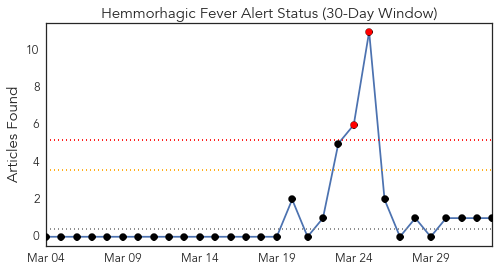 Hemmorhagic Fever Alert Status (30-Day Window)
Articles Found
10
8
6
4
2
0
Mar 04 Mar 09 Mar 14 Mar 19 Mar 24 Mar 29